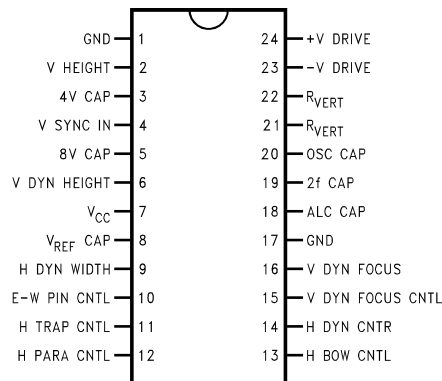 GND 1 24 +V DRIVE
V HEIGHT 2 23 -V DRIVE
4V CAP 3 22 RVERT
V SYNC IN 4 21 RVERT
8V CAP 5 20 OSC CAP
V DYN HEIGHT 6 19 2f CAP
VCC 7 18 ALC CAP
VREF CAP 8 17 GND
H DYN WIDTH 9 16 V DYN FOCUS
E-W PIN CNTL 10 15 V DYN FOCUS CNTL
H TRAP CNTL 11 14 H DYN CNTR
H PARA CNTL 12 13 H BOW CNTL